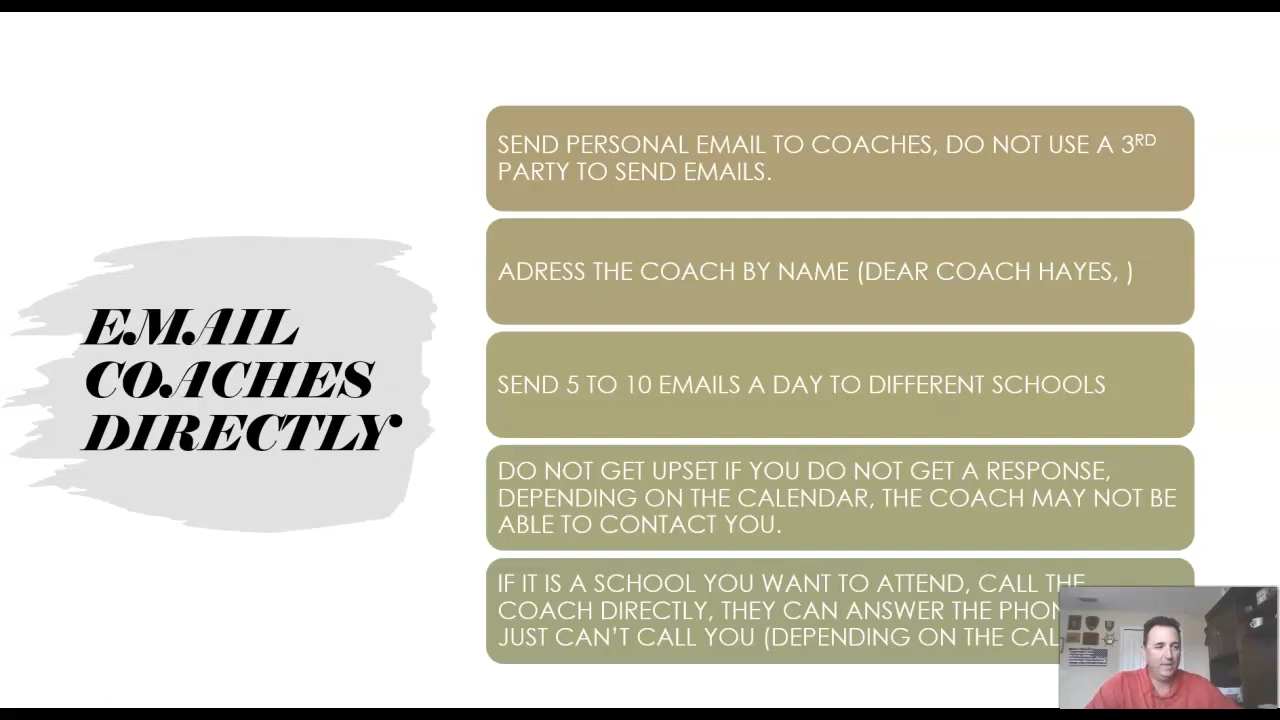 EMAIL
COACHES
DIRECTLY
SEND PERSONAL EMAIL TO COACHES, DO NOT USE A 3RD
PARTY TO SEND EMAILS.
ADRESS THE COACH BY NAME (DEAR COACH HAYES, )
SEND 5 TO 10 EMAILS A DAY TO DIFFERENT SCHOOLS
DO NOT GET UPSET IF YOU DO NOT GET A RESPONSE,
DEPENDING ON THE CALENDAR, THE COACH MAY NOT BE
ABLE TO CONTACT YOU.
IF IT IS A SCHOOL YOU WANT TO ATTEND, CALL THE
COACH DIRECTLY, THEY CAN ANSWER THE
JUST CAN'T CALL YOU (DEPENDING ON THE